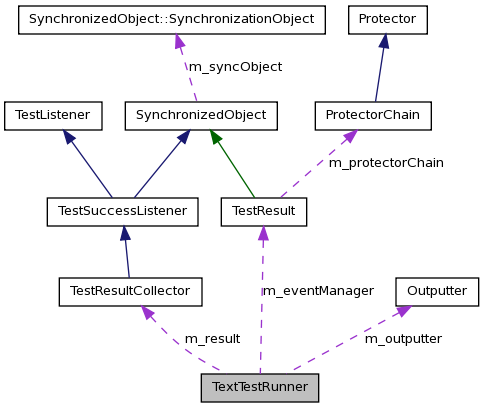 SynchronizedObject::SynchronizationObject
Protector
m_syncObject
TestListener
SynchronizedObject
ProtectorChain
m_protectorChain
TestSuccessListener
TestResult
TestResultCollector
m_eventManager
Outputter
m_result
m_outputter
TextTestRunner